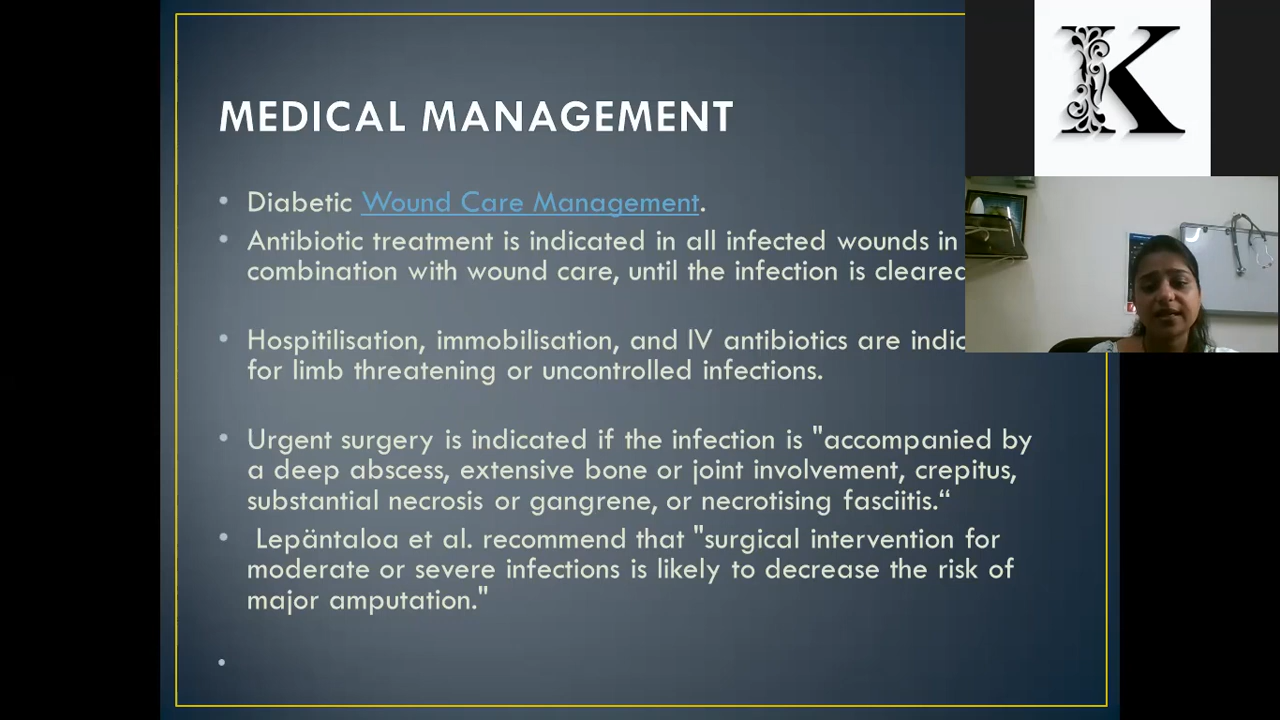 MEDICAL MANAGEMENT
K
• Diabetic Wound Care Management.
• Antibiotic treatment is indicated in all infected wounds in
combination with wound care, until the infection is cleared
• Hospitilisation, immobilisation, and IV antibiotics are
for limb threatening or uncontrolled infections.
• Urgent surgery is indicated if the infection is "accompanied by
a deep abscess, extensive bone or joint involvement, crepitus,
substantial necrosis or gangrene, or necrotising fasciitis.“
• Lepäntaloa et al. recommend that "surgical intervention for
moderate or severe infections is likely to decrease the risk of
major amputation."
•